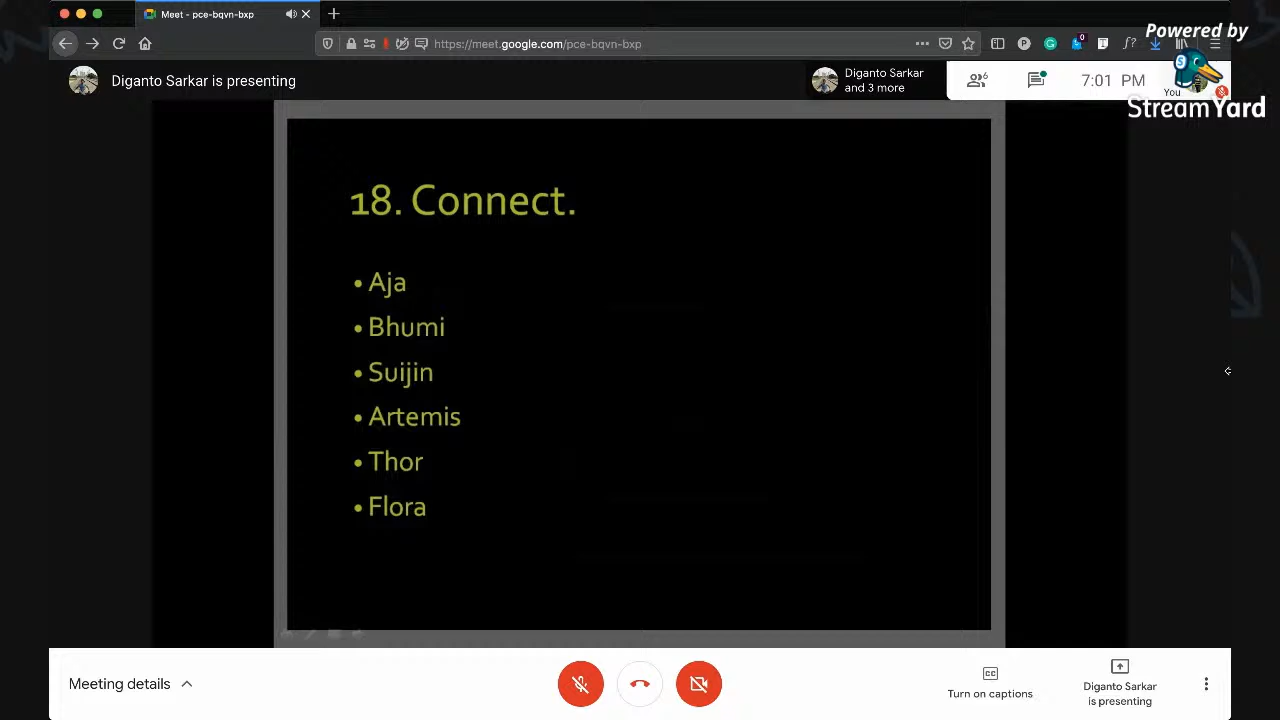 Meet - pce-bqvn-bxp
Powered by
https://meet.google.com/pce-bqvn-bxp
0
Diganto Sarkar is presenting
Diganto Sarkar
and 3 more
6
7:01 PM
You
StreamYard
18. Connect.
• Aja
• Bhumi
• Suijin
• Artemis
• Thor
• Flora
Meeting details
Turn on captions
Diganto Sarkar
is presenting